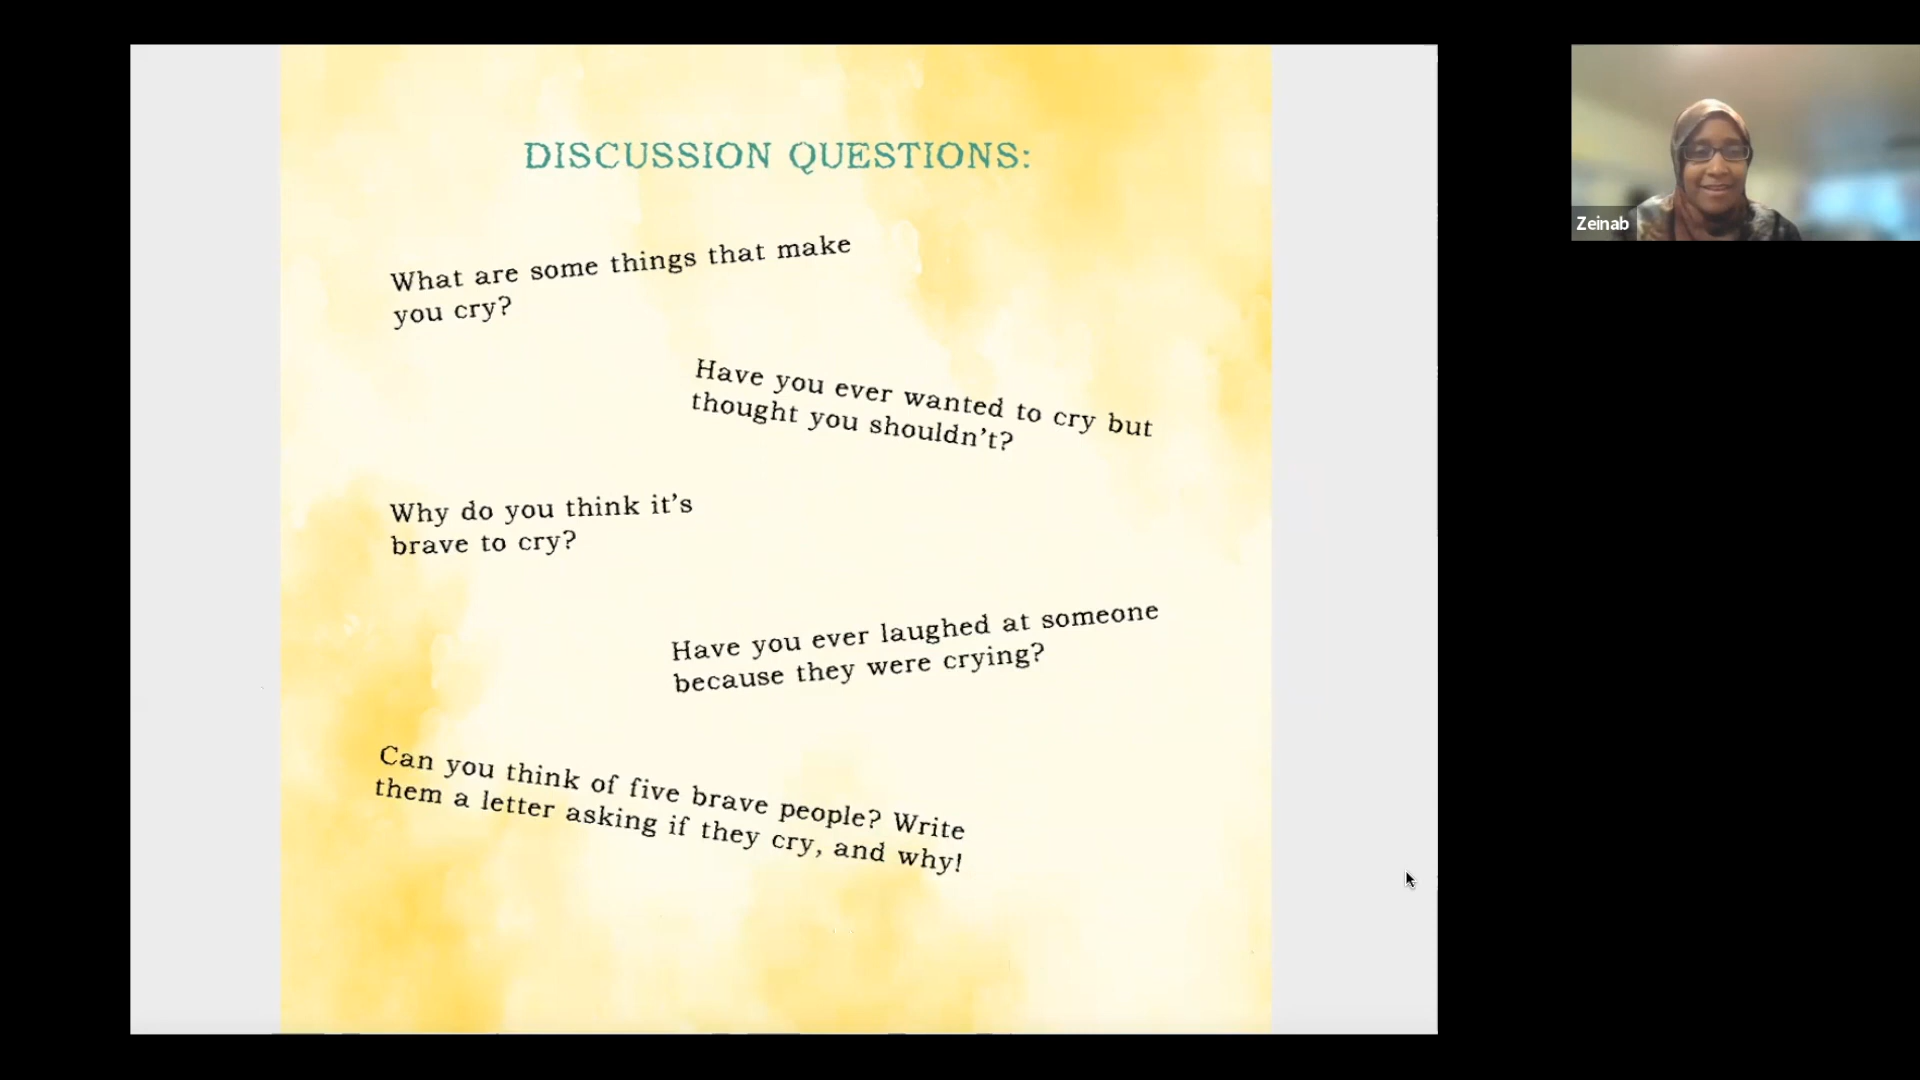 DISCUSSION QUESTIONS:
What are some things that make
you cry?
Have you ever wanted to cry but
thought you shouldn’t?
Why do you think it’s
brave to cry?
Have you ever laughed at someone
because they were crying?
Can you think of five brave people? Write
them a letter asking if they cry, and why!
Zeinab